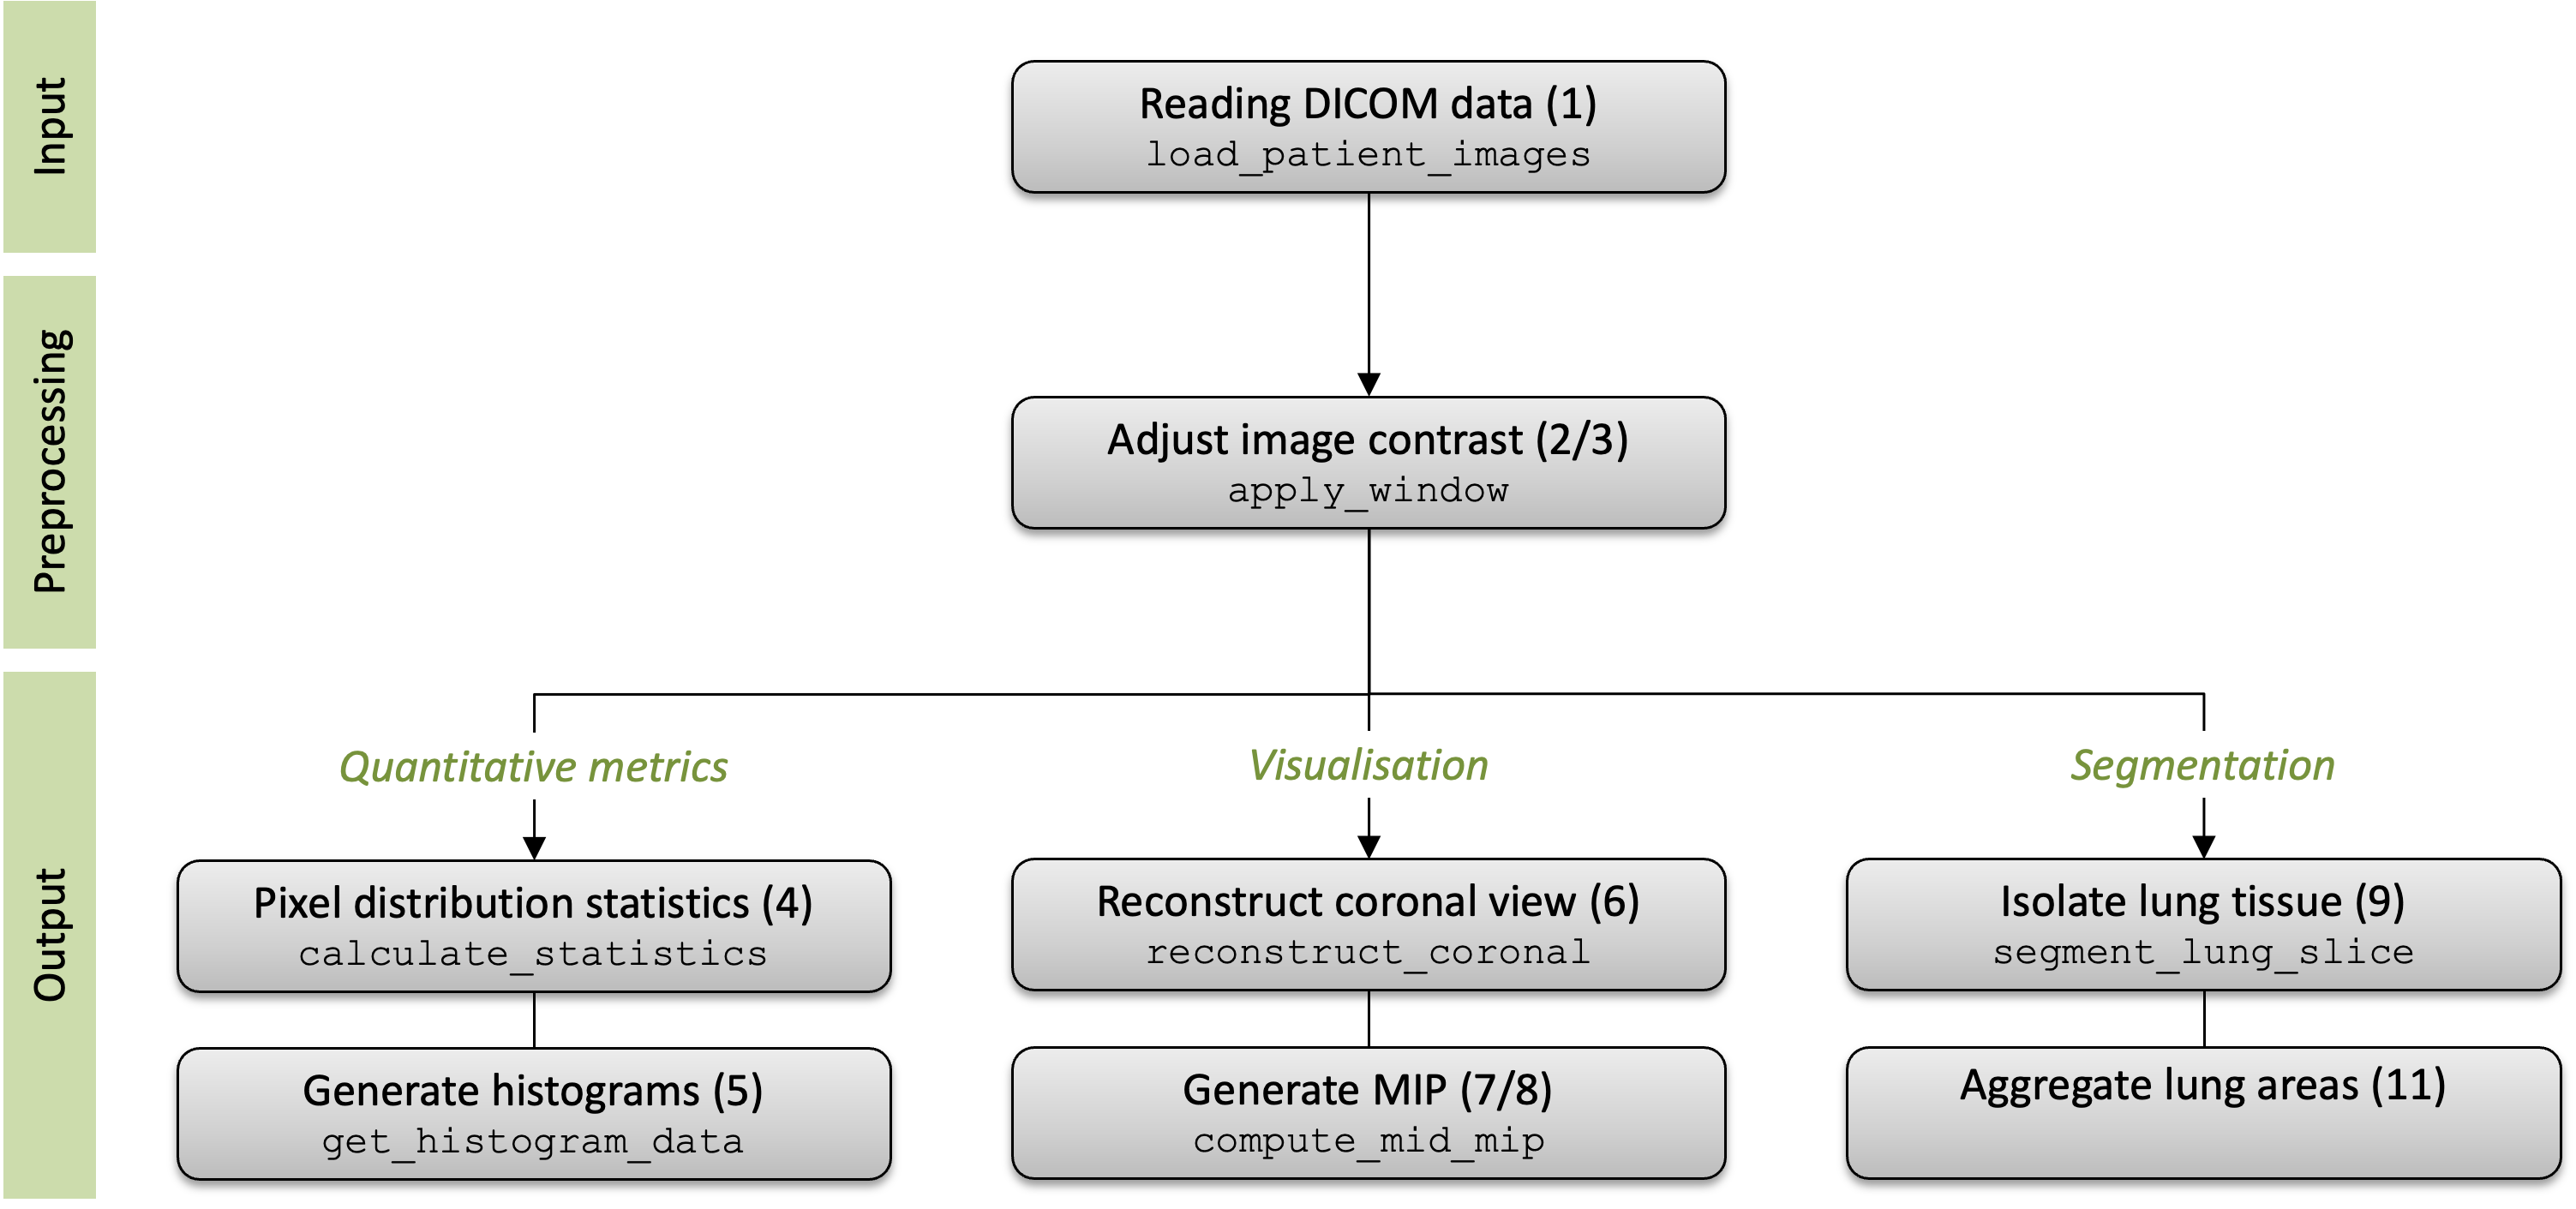 Input
Reading DICOM data (1)
load_patient_images
Preprocessing
Adjust image contrast (2/3)
apply_window
Output
Quantitative metrics
Pixel distribution statistics (4)
calculate_statistics
Generate histograms (5)
get_histogram_data
Visualisation
Reconstruct coronal view (6)
reconstruct_coronal
Generate MIP (7/8)
compute_mid_mip
Segmentation
Isolate lung tissue (9)
segment_lung_slice
Aggregate lung areas (11)